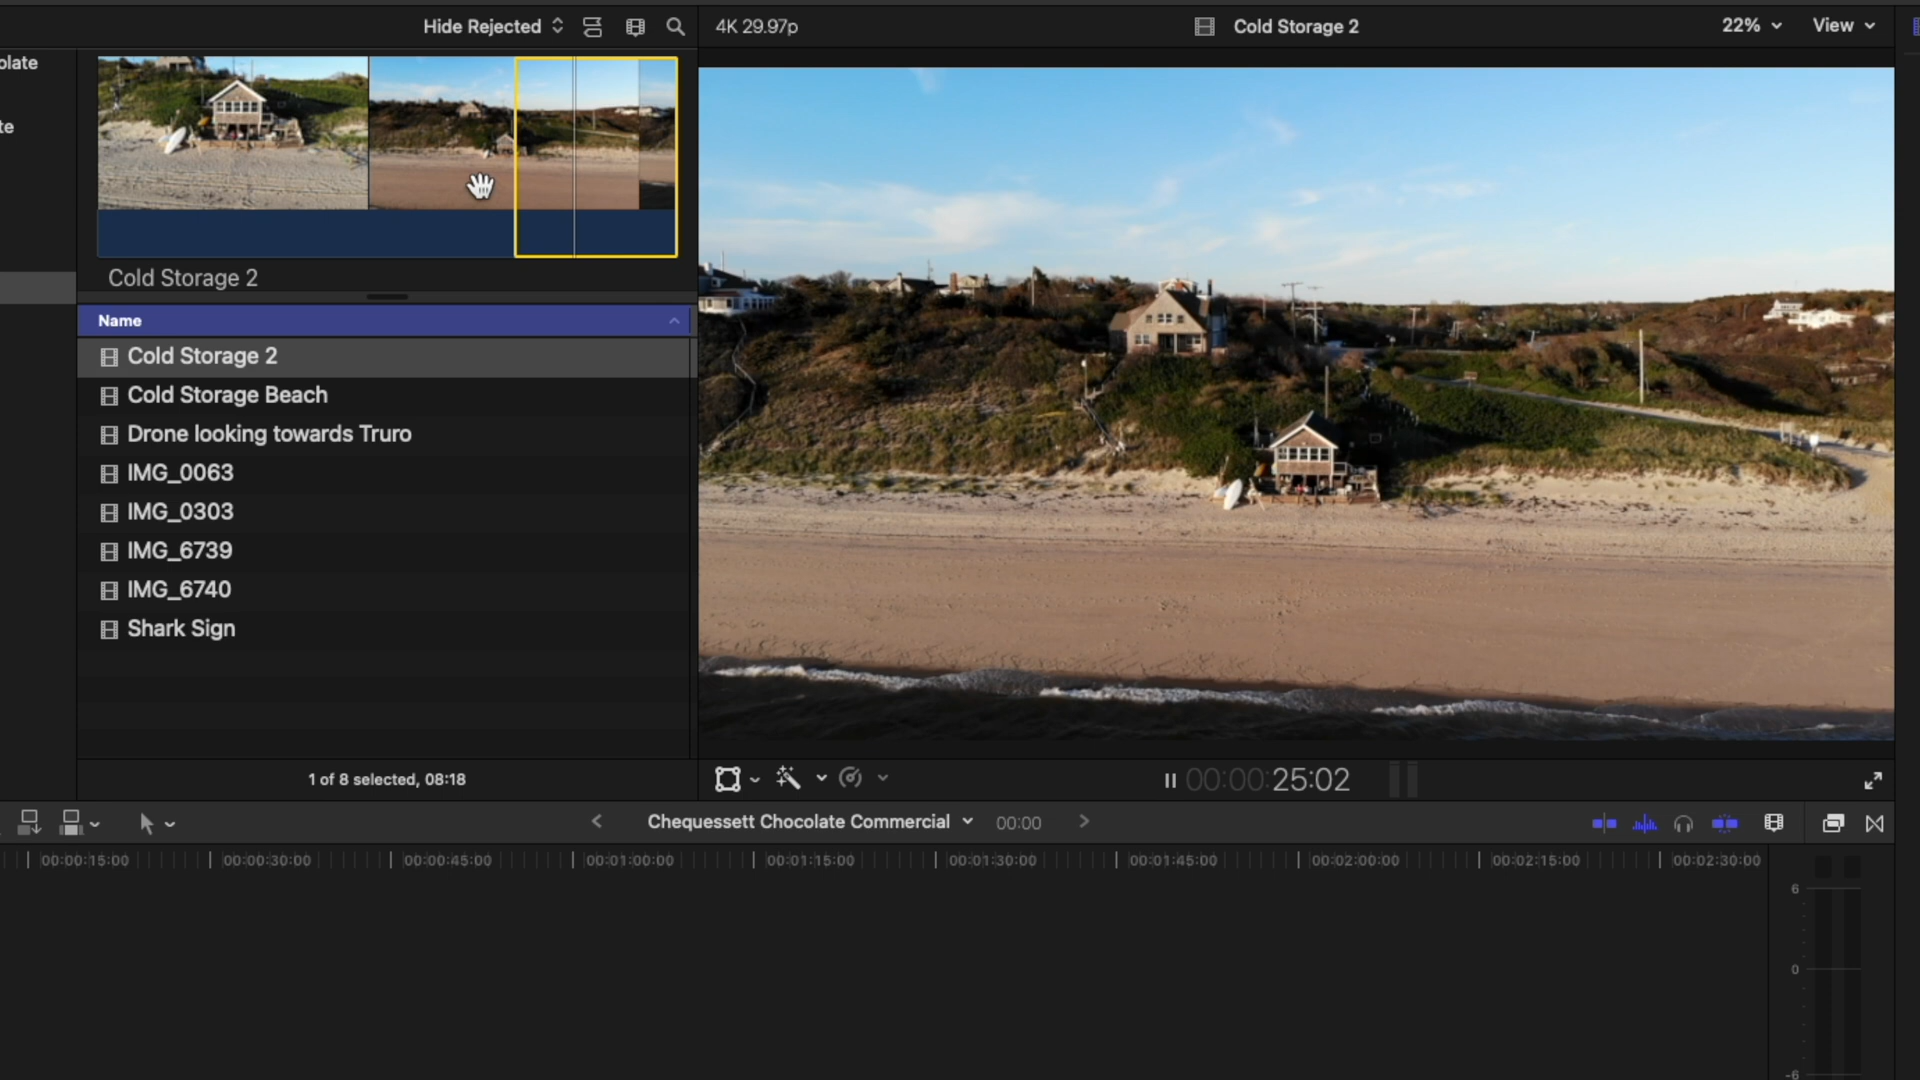 Hide Rejected
4K 29.97p
Cold Storage 2
22%
View
olate
te
Cold Storage 2
Name
Cold Storage 2
Cold Storage Beach
Drone looking towards Truro
IMG_0063
IMG_0303
IMG_6739
IMG_6740
Shark Sign
1 of 8 selected, 08:18
00:00:25:02
Chequessett Chocolate Commercial
00:00
00:00:15:00
00:00:30:00
00:00:45:00
00:01:00:00
00:01:15:00
00:01:30:00
00:01:45:00
00:02:00:00
00:02:15:00
00:02:30:00
6
0
-6